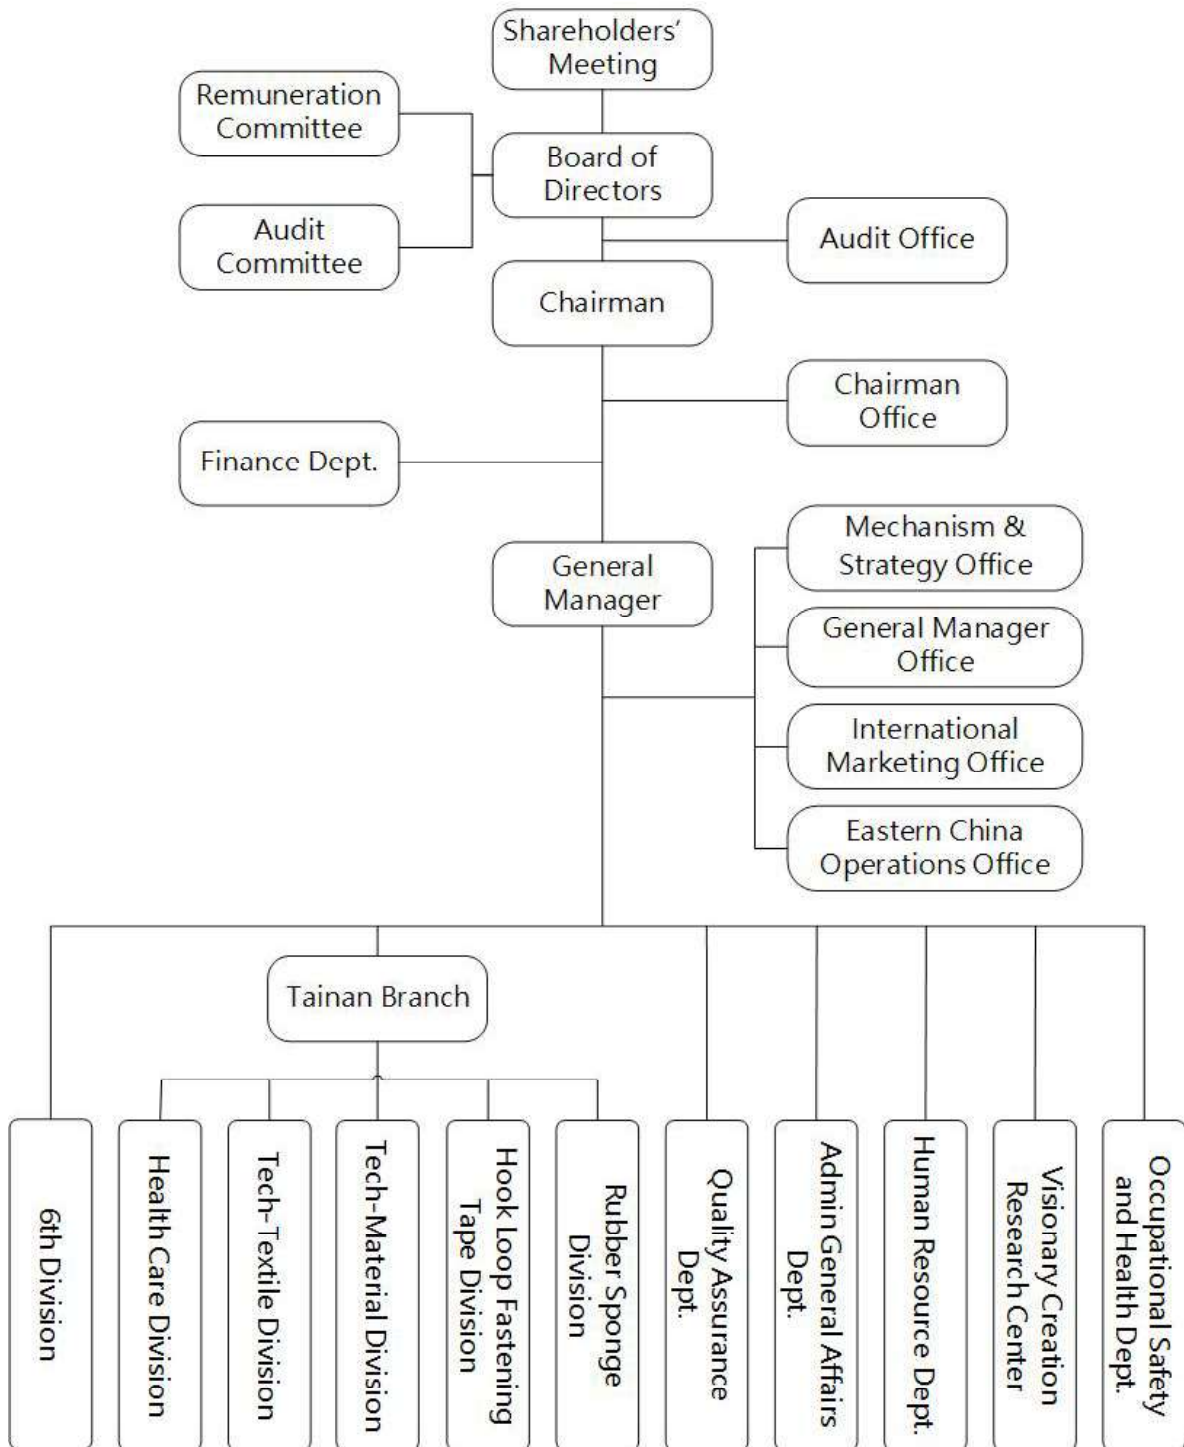 Shareholders'
Meeting
Remuneration
Committee
Board of
Directors
Audit
Committee
Audit Office
Chairman
Chairman
Office
Finance Dept.
General
Manager
Mechanism &
Strategy Office
General Manager
Office
International
Marketing Office
Eastern China
Operations Office
Tainan Branch
6th Division
Health Care Division
Tech-Textile Division
Tech-Material Division
Hook Loop Fastening
Tape Division
Rubber Sponge
Division
Quality Assurance
Dept.
Admin General Affairs
Dept.
Human Resource Dept.
Visionary Creation
Research Center
Occupational Safety
and Health Dept.